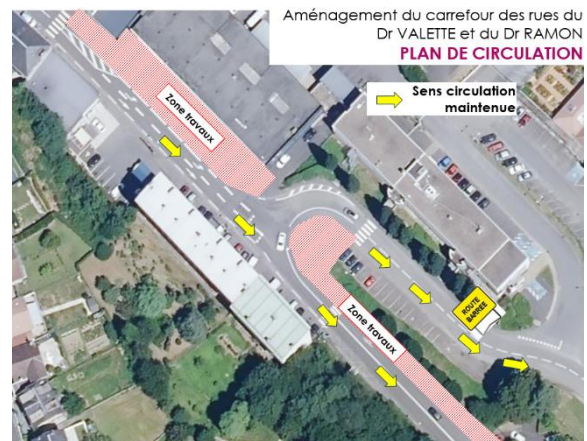 Aménagement du carrefour des rues du
Dr VALETTE et du Dr RAMON
PLAN DE CIRCULATION
Sens circulation
maintenue
Zone travaux
ROUTE
BARREE
Zone travaux